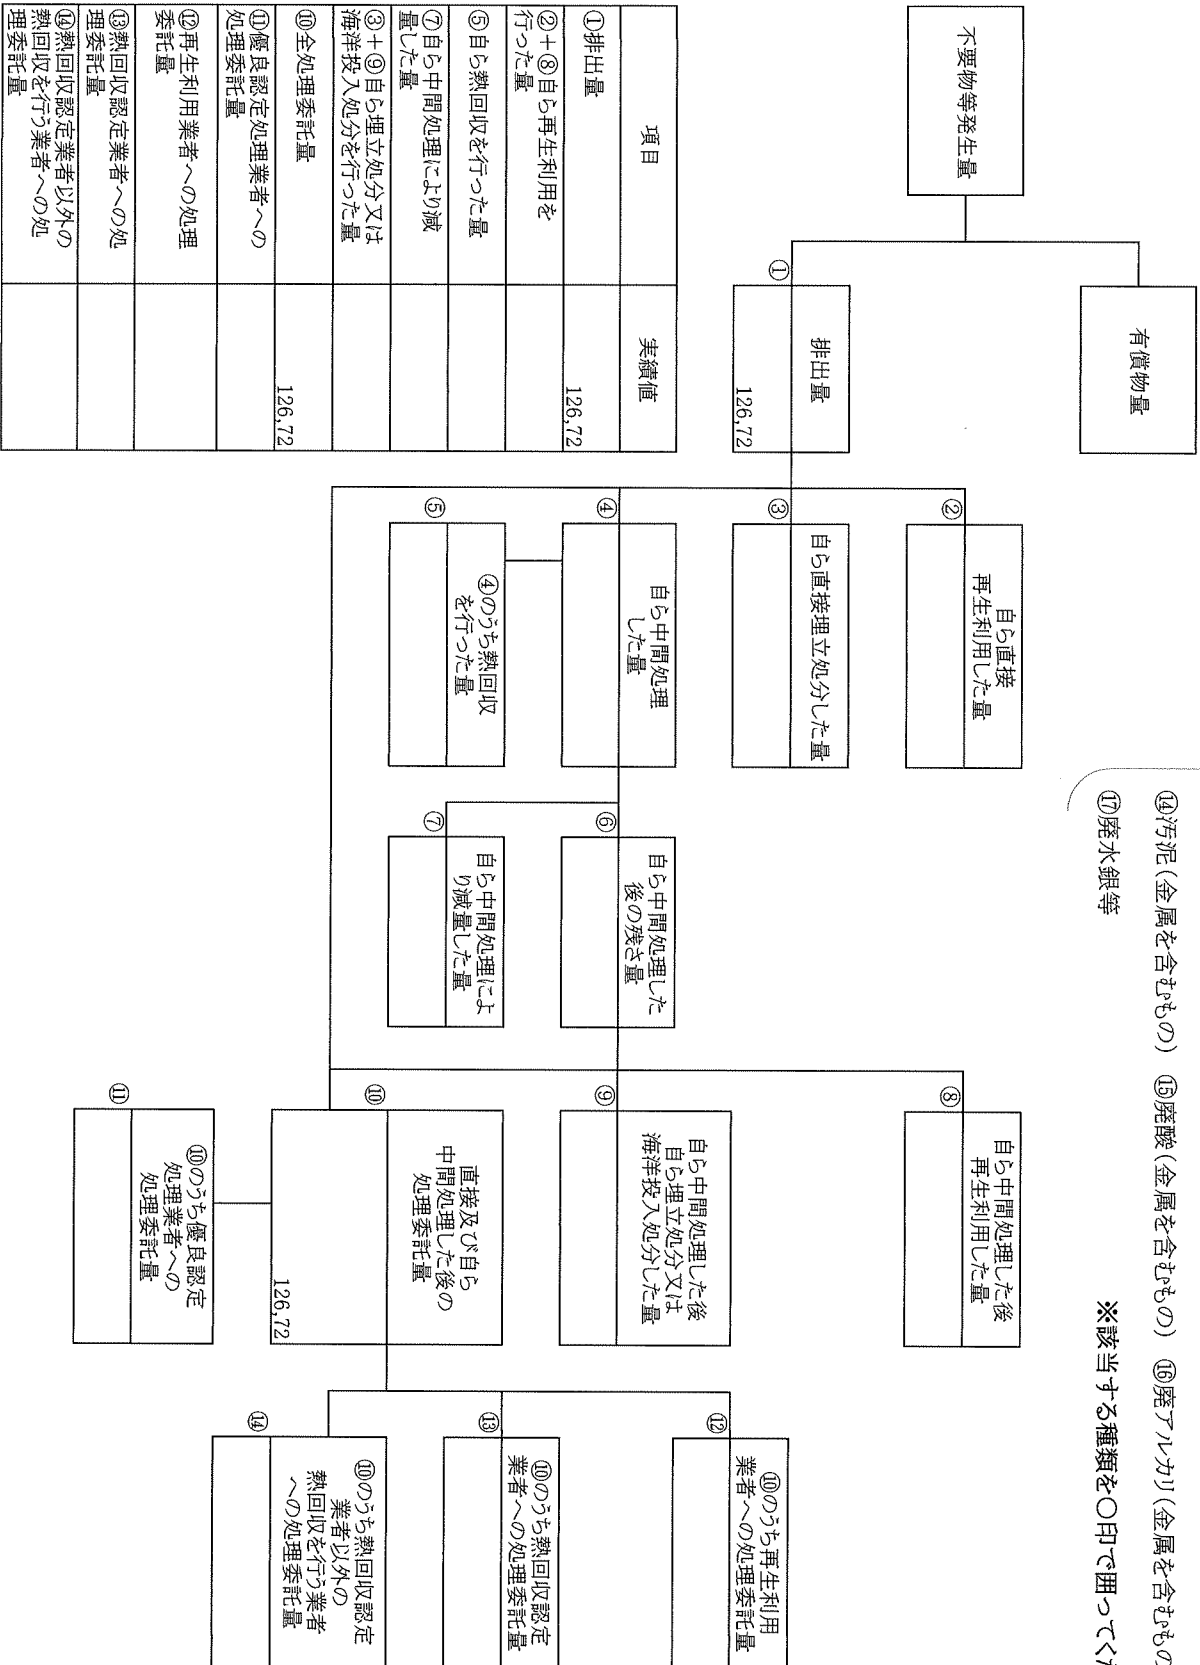 ⑭汚泥(金属を含むもの) ⑮廃酸(金属を含むもの) ⑯廃アルカリ(金属を含むもの
⑰廃水銀等
※該当する種類を○印で囲ってくだ
不要物等発生量
有償物量
①
排出量
126,72
②
自ら直接
再生利用した量
③
自ら直接埋立処分した量
④
自ら中間処理
した量
⑤
④のうち熱回収
を行った量
⑥
自ら中間処理した
後の残さ量
⑦
自ら中間処理によ
り減量した量
⑧
自ら中間処理した後
再生利用した量
⑨
自ら中間処理した後
自ら埋立処分又は
海洋投入処分した量
⑩
直接及び自ら
中間処理した後の
処理委託量
126,72
⑪
⑩のうち優良認定
処理業者への
処理委託量
⑫
⑩のうち再生利用
業者への処理委託量
⑬
⑩のうち熱回収認定
業者への処理委託量
⑭
⑩のうち熱回収認定
業者以外の
熱回収を行う業者
への処理委託量
項目 実績値
①排出量 126,72
②+⑧自ら再生利用を
行った量
⑤自ら熱回収を行った量
⑦自ら中間処理により減
量した量
③+⑨自ら埋立処分又は
海洋投入処分を行った量
⑩全処理委託量 126,72
⑪優良認定処理業者への
処理委託量
⑫再生利用業者への処理
委託量
⑬熱回収認定業者への処
理委託量
⑭熱回収認定業者以外の
熱回収を行う業者への処
理委託量